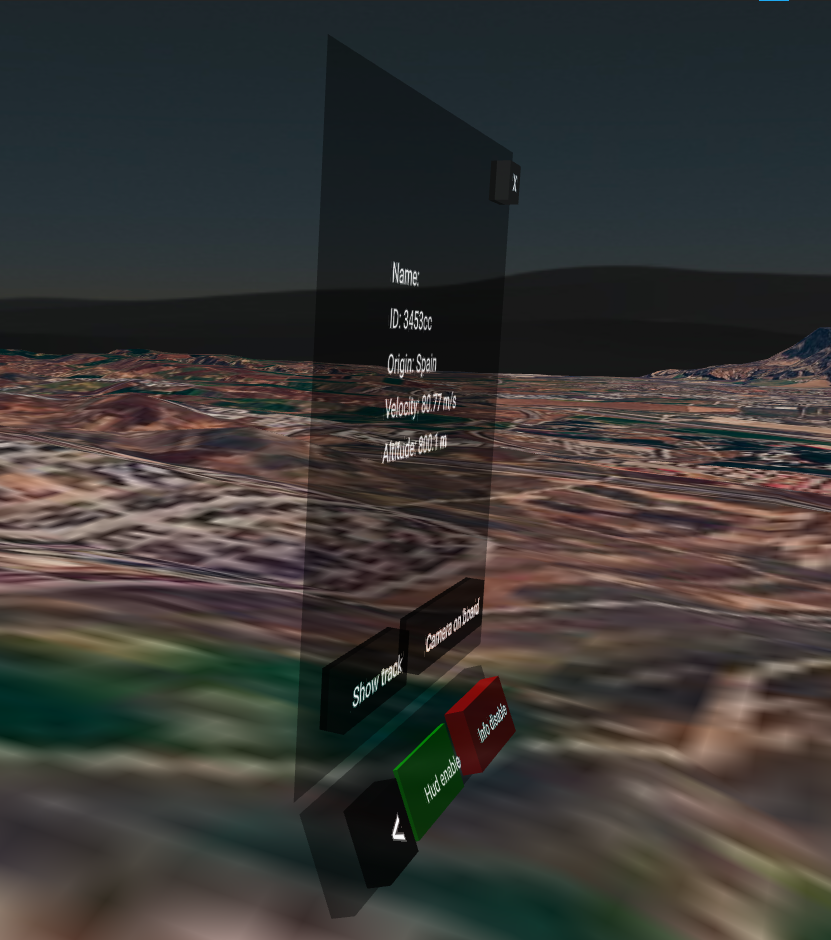 X
Name:
ID: 3453cc
Origin: Spain
Velocity: 80.77 m/s
Altitude: 800.1 m
Camera on board
Show track
Info disable
Hud enable
<